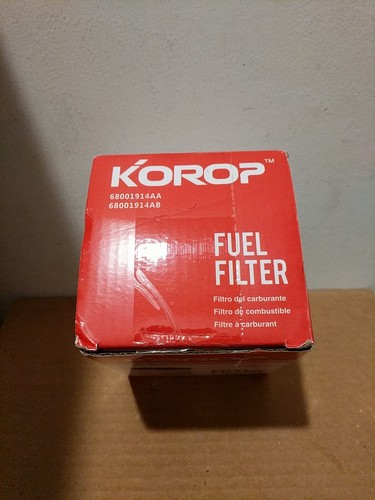 KOROP™
68001914AA
68001914AB
FUEL
FILTER
Filtro del carburante
Filtro de combustible
Filtre à carburant